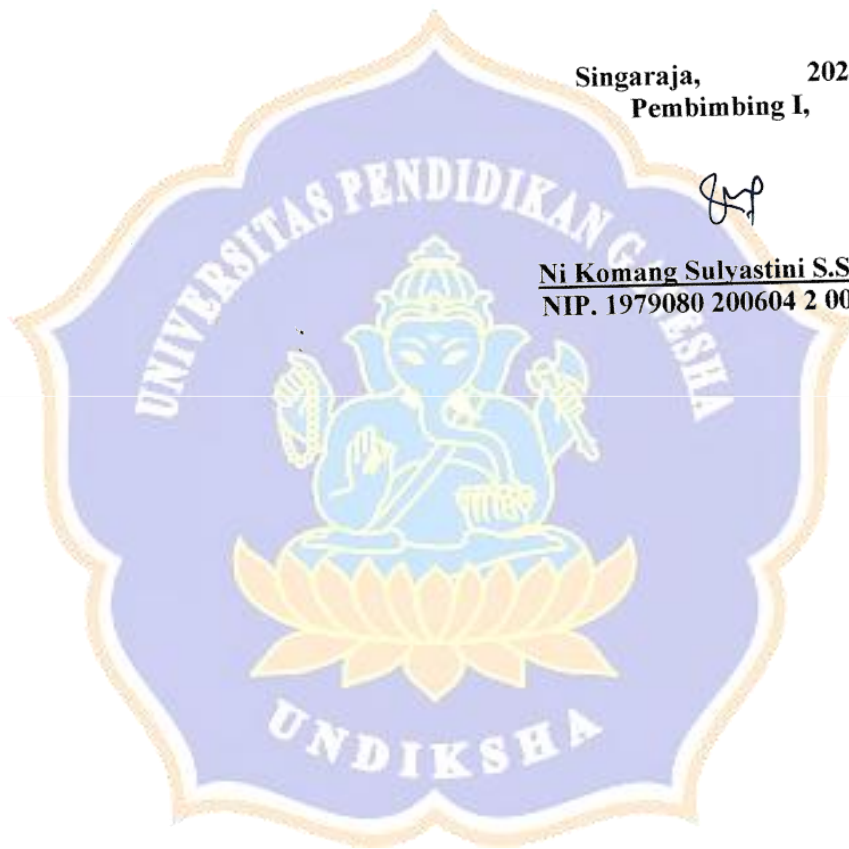 Singaraja, 202
Pembimbing I,
Ni Komang Sulyastini S.S
NIP. 1979080 200604 2 00
UNIVERSITAS PENDIDIKAN GANESHA
UNDIKSHA